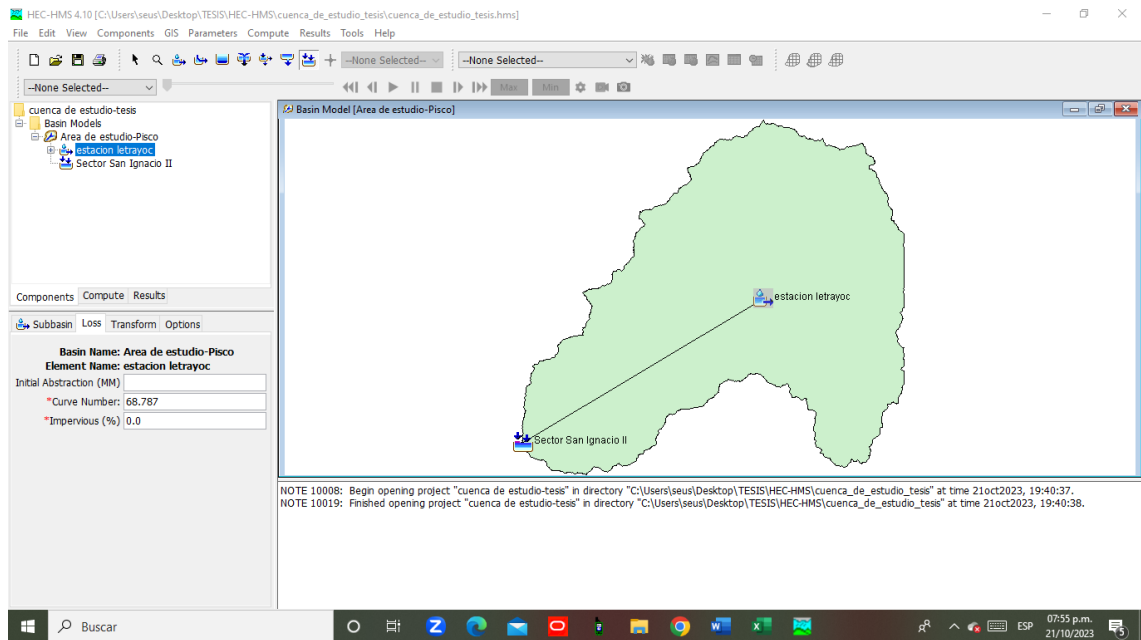 HEC-HMS 4.10 [C:\Users\seus\Desktop\TESIS\HEC-HMS\cuenca_de_estudio_tesis\cuenca_de_estudio_tesis.hms]
File Edit View Components GIS Parameters Compute Results Tools Help
--None Selected-- --None Selected--
--None Selected-- Max Min
cuenca de estudio-tesis
Basin Models
Area de estudio-Pisco
estacion letrayoc
Sector San Ignacio II
Components Compute Results
Subbasin Loss Transform Options
Basin Name: Area de estudio-Pisco
Element Name: estacion letrayoc
Initial Abstraction (MM)
*Curve Number: 68.787
*Impervious (%) 0.0
Basin Model [Area de estudio-Pisco]
estacion letrayoc
Sector San Ignacio II
NOTE 10008: Begin opening project "cuenca de estudio-tesis" in directory "C:\Users\seus\Desktop\TESIS\HEC-HMS\cuenca_de_estudio_tesis" at time 21oct2023, 19:40:37.
NOTE 10019: Finished opening project "cuenca de estudio-tesis" in directory "C:\Users\seus\Desktop\TESIS\HEC-HMS\cuenca_de_estudio_tesis" at time 21oct2023, 19:40:38.
Buscar
ESP
07:55 p.m.
21/10/2023
5